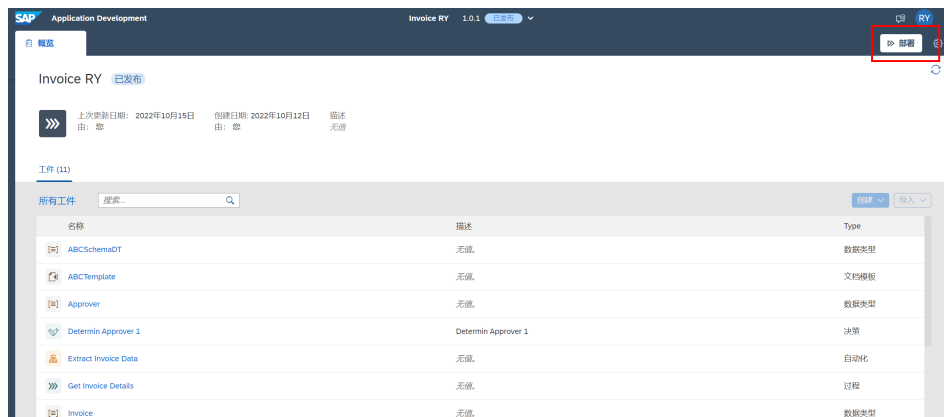 SAP Application Development Invoice RY 1.0.1 已发布 RY
概览 部署
Invoice RY 已发布
上次更新日期: 2022年10月15日 创建日期: 2022年10月12日 描述
由: 您 由: 您 无值
工件 (11)
所有工件 搜索... 创建 导入
名称 描述 Type
ABCSchemaDT 无值。 数据类型
ABCTemplate 无值。 文档模板
Approver 无值。 数据类型
Determin Approver 1 Determin Approver 1 决策
Extract Invoice Data 无值。 自动化
Get Invoice Details 无值。 过程
Invoice 无值。 数据类型